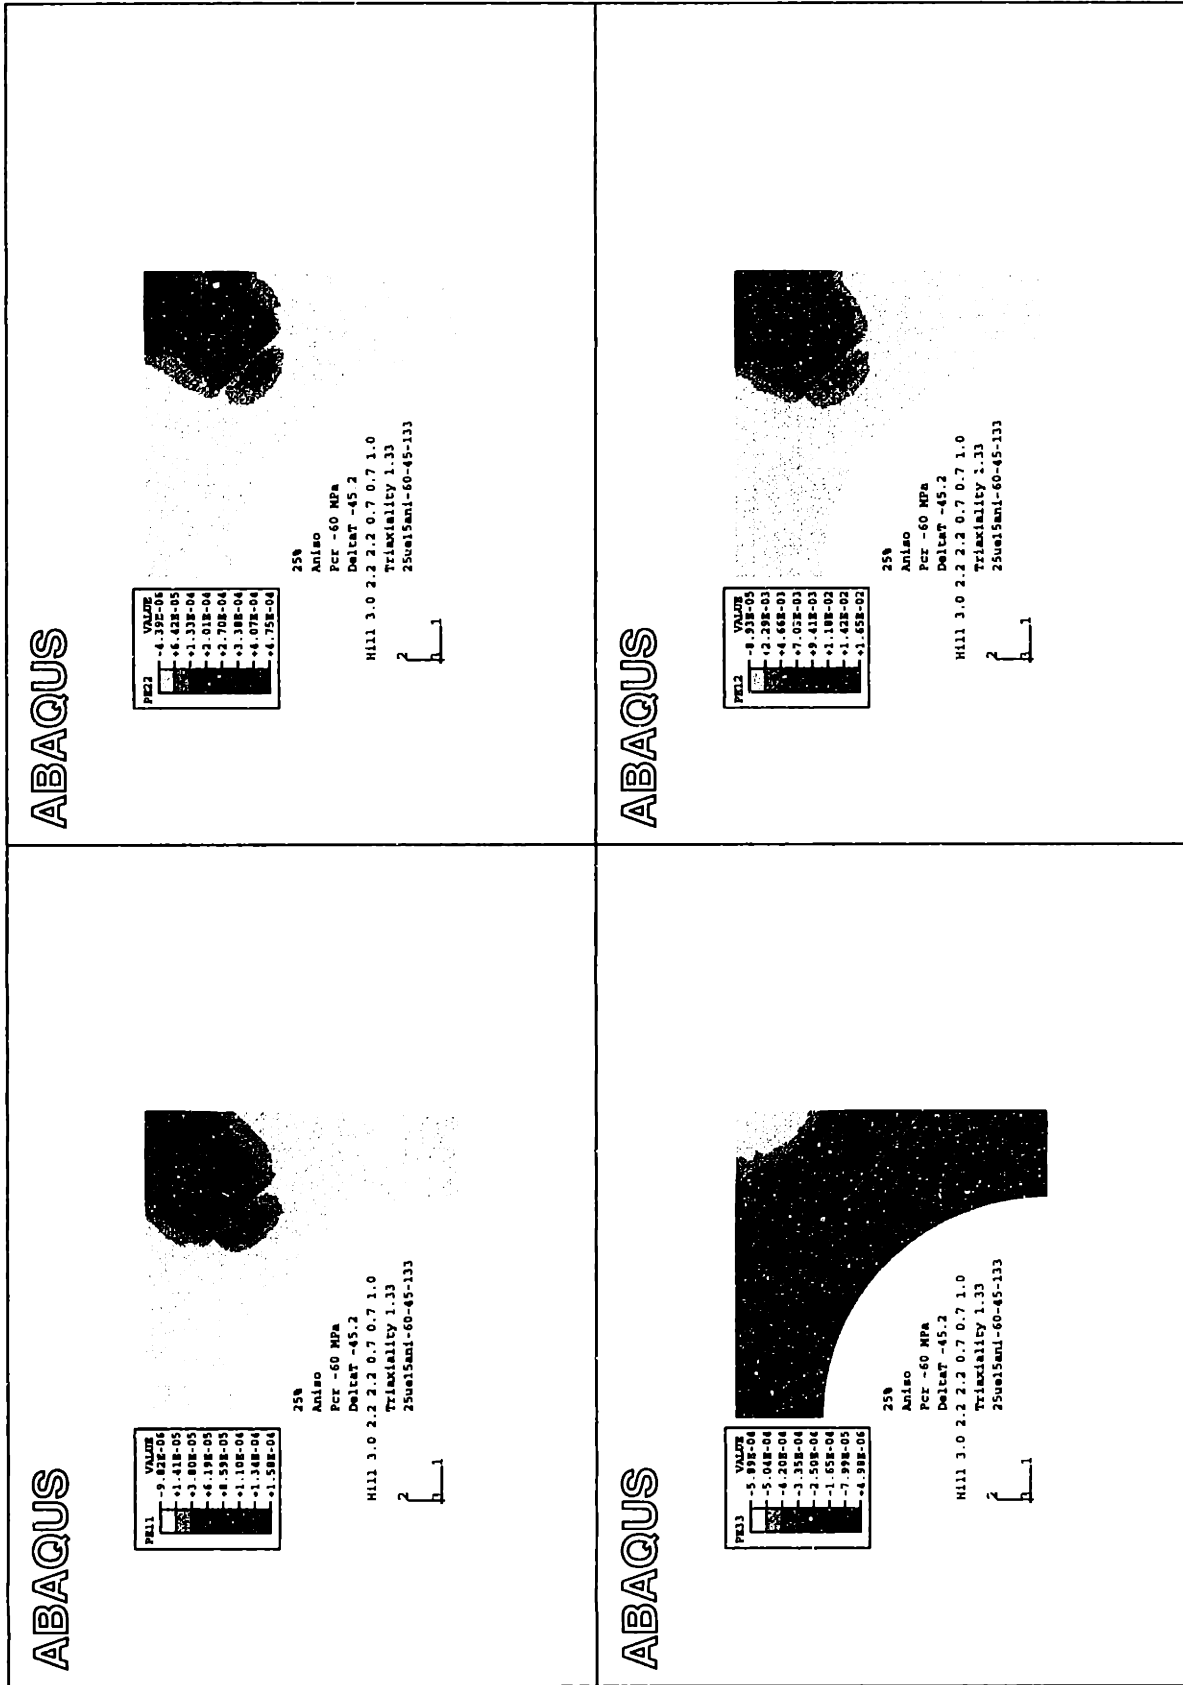 ABAQUS
PE11 VALUE
-9.82E-06
+1.41E-05
+3.80E-05
+6.19E-05
+8.59E-05
+1.10E-04
+1.34E-04
+1.58E-04
25%
Aniso
Pcr -60 MPa
DeltaT -45.2
Hill 3.0 2.2 2.2 0.7 0.7 1.0
Triaxiality 1.33
25uel5ani-60-45-133
2
3 1
ABAQUS
PE22 VALUE
-4.39E-06
+6.42E-05
+1.33E-04
+2.01E-04
+2.70E-04
+3.38E-04
+4.07E-04
+4.75E-04
25%
Aniso
Pcr -60 MPa
DeltaT -45.2
Hill 3.0 2.2 2.2 0.7 0.7 1.0
Triaxiality 1.33
25uel5ani-60-45-133
2
3 1
ABAQUS
PE33 VALUE
-5.89E-04
-5.04E-04
-4.20E-04
-3.35E-04
-2.50E-04
-1.65E-04
-7.99E-05
+4.98E-06
25%
Aniso
Pcr -60 MPa
DeltaT -45.2
Hill 3.0 2.2 2.2 0.7 0.7 1.0
Triaxiality 1.33
25uel5ani-60-45-133
2
3 1
ABAQUS
PE12 VALUE
-8.93E-05
+2.29E-03
+4.66E-03
+7.03E-03
+9.41E-03
+1.18E-02
+1.42E-02
+1.65E-02
25%
Aniso
Pcr -60 MPa
DeltaT -45.2
Hill 3.0 2.2 2.2 0.7 0.7 1.0
Triaxiality 1.33
25uel5ani-60-45-133
2
3 1